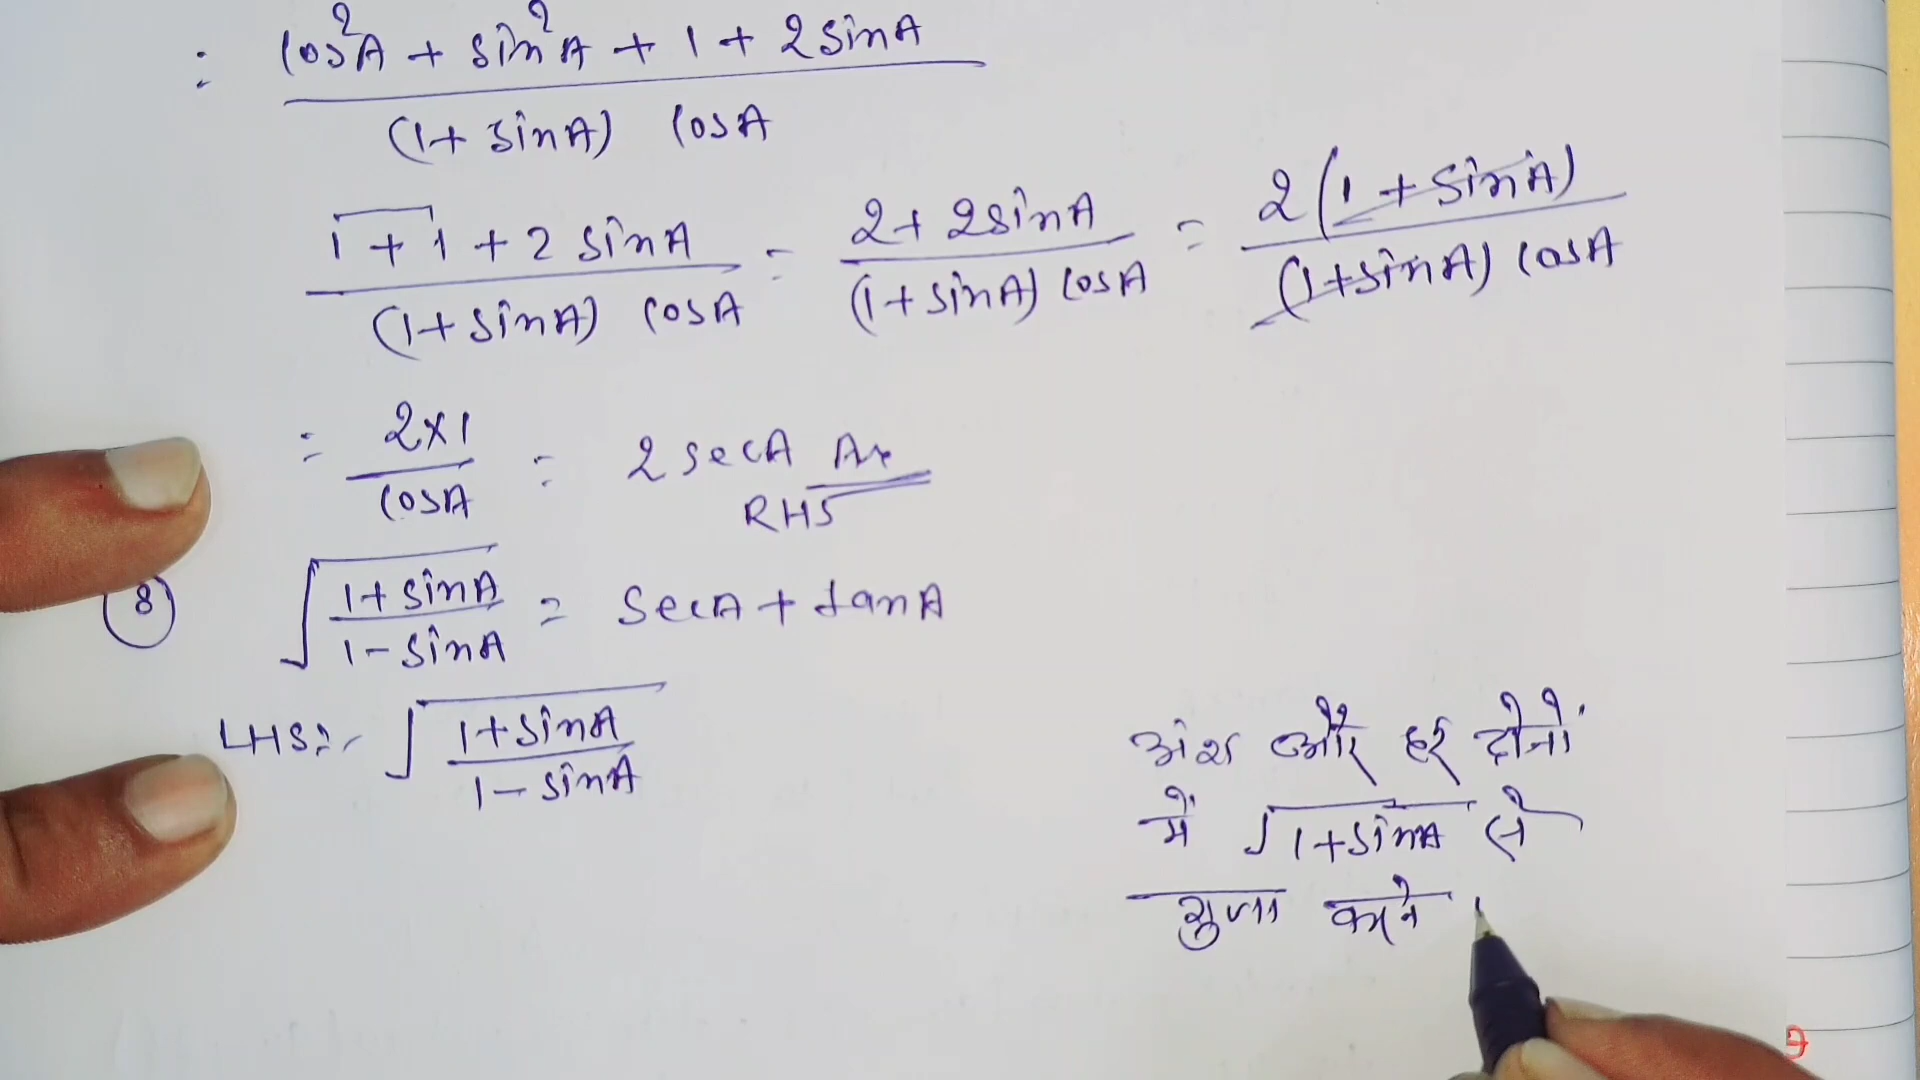 = cos²A + sin²A + 1 + 2 sinA
(1 + sinA) cosA
1 + 1 + 2 sinA / (1 + sinA) cosA = 2 + 2sinA / (1 + sinA) cosA = 2(1 + sinA) / (1 + sinA) cosA
= 2×1 / cosA = 2 secA Ans
RHS
8 √(1 + sinA / 1 - sinA) = secA + tanA
LHS:- √(1 + sinA / 1 - sinA)
अंश और हर दोनों
में √1 + sinA से
गुणा करने